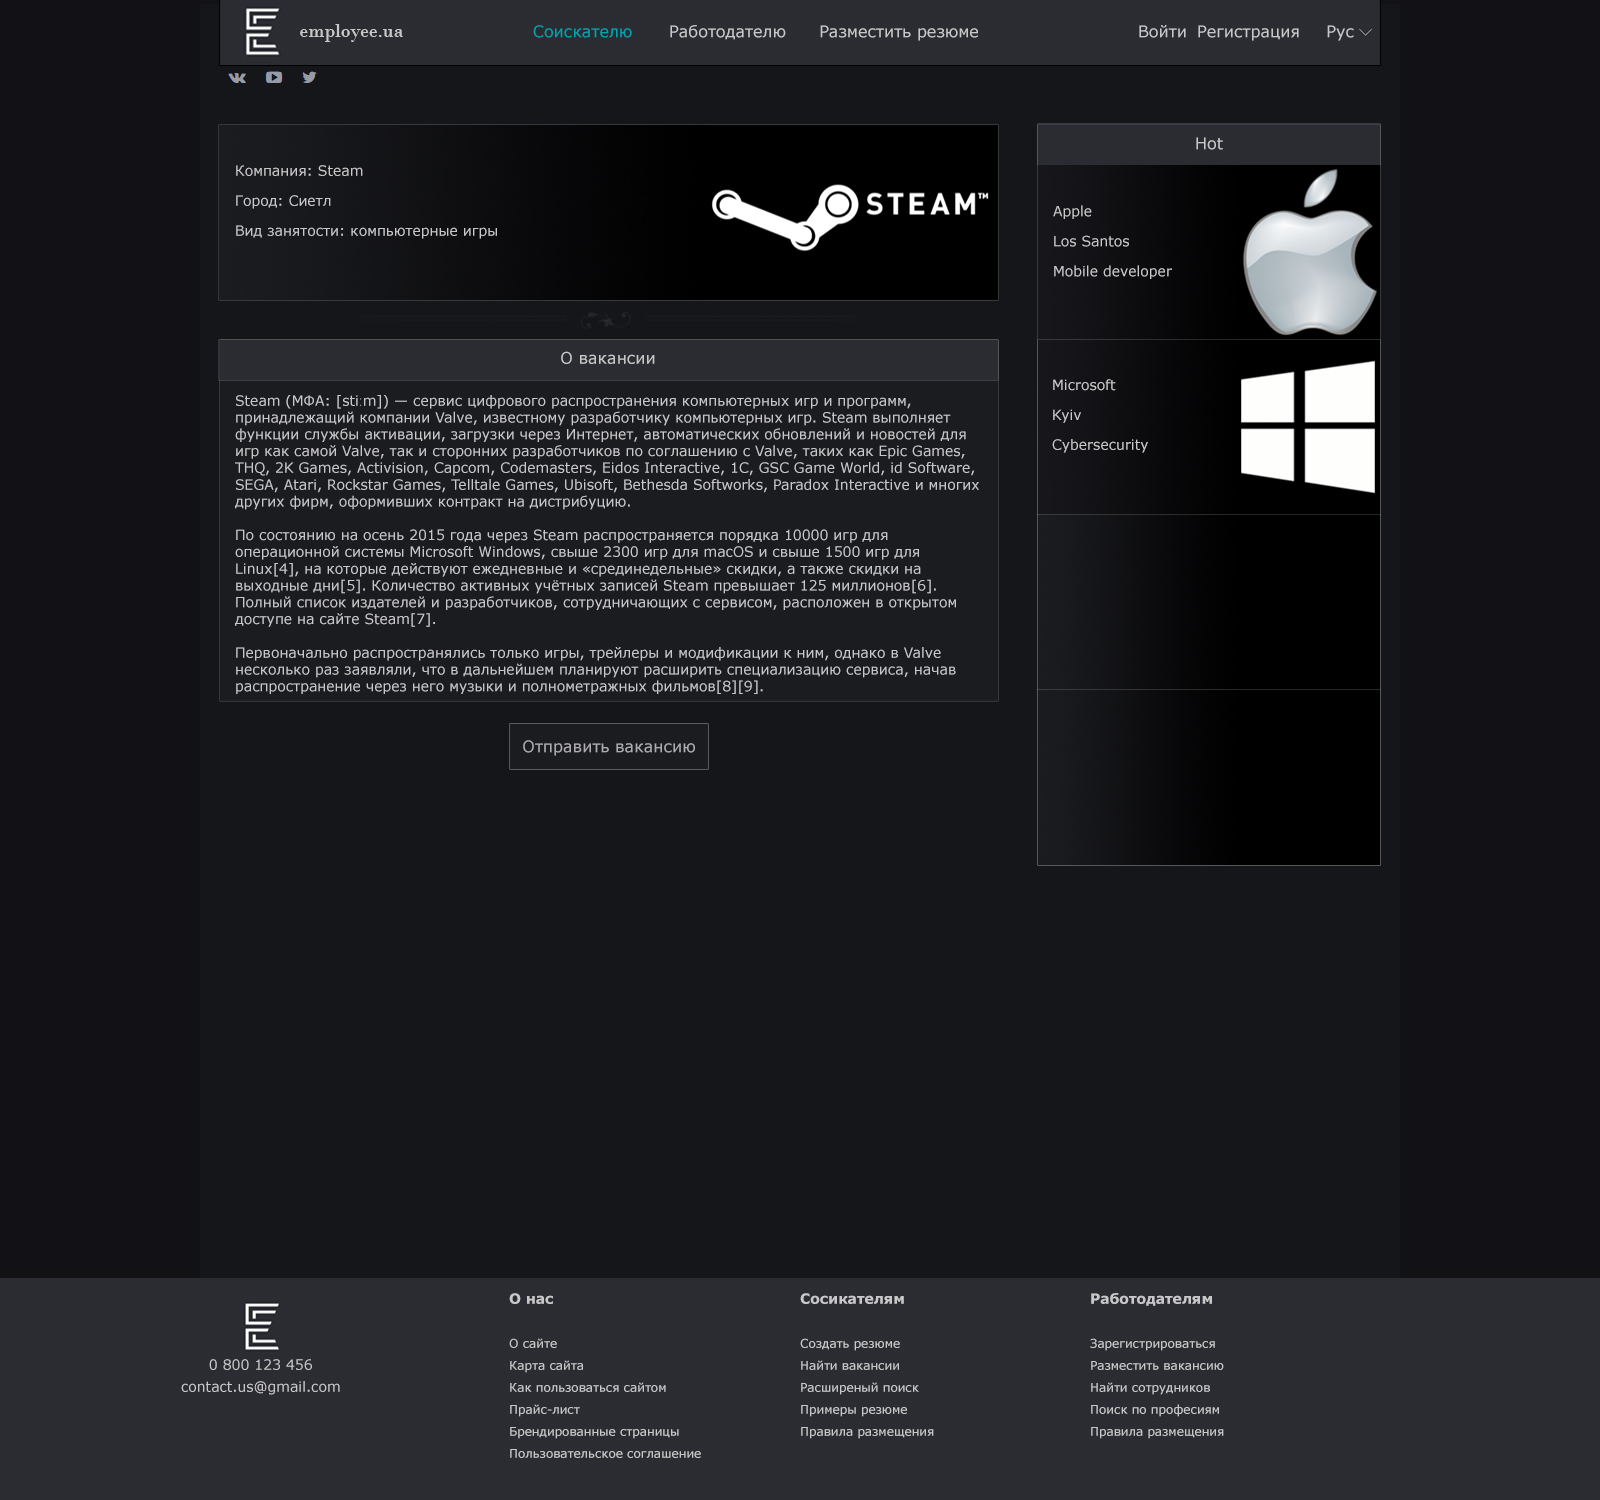 employee.ua
Соискателю
Работодателю
Разместить резюме
Войти
Регистрация
Рус
Компания: Steam
Город: Сиетл
Вид занятости: компьютерные игры
STEAM™
О вакансии
Steam (МФА: [stiːm]) — сервис цифрового распространения компьютерных игр и программ,
принадлежащий компании Valve, известному разработчику компьютерных игр. Steam выполняет
функции службы активации, загрузки через Интернет, автоматических обновлений и новостей для
игр как самой Valve, так и сторонних разработчиков по соглашению с Valve, таких как Epic Games,
THQ, 2K Games, Activision, Capcom, Codemasters, Eidos Interactive, 1C, GSC Game World, id Software,
SEGA, Atari, Rockstar Games, Telltale Games, Ubisoft, Bethesda Softworks, Paradox Interactive и многих
других фирм, оформивших контракт на дистрибуцию.
По состоянию на осень 2015 года через Steam распространяется порядка 10000 игр для
операционной системы Microsoft Windows, свыше 2300 игр для macOS и свыше 1500 игр для
Linux[4], на которые действуют ежедневные и «срединедельные» скидки, а также скидки на
выходные дни[5]. Количество активных учётных записей Steam превышает 125 миллионов[6].
Полный список издателей и разработчиков, сотрудничающих с сервисом, расположен в открытом
доступе на сайте Steam[7].
Первоначально распространялись только игры, трейлеры и модификации к ним, однако в Valve
несколько раз заявляли, что в дальнейшем планируют расширить специализацию сервиса, начав
распространение через него музыки и полнометражных фильмов[8][9].
Отправить вакансию
Hot
Apple
Los Santos
Mobile developer
Microsoft
Kyiv
Cybersecurity
0 800 123 456
contact.us@gmail.com
О нас
О сайте
Карта сайта
Как пользоваться сайтом
Прайс-лист
Брендированные страницы
Пользовательское соглашение
Сосикателям
Создать резюме
Найти вакансии
Расширеный поиск
Примеры резюме
Правила размещения
Работодателям
Зарегистрироваться
Разместить вакансию
Найти сотрудников
Поиск по професиям
Правила размещения